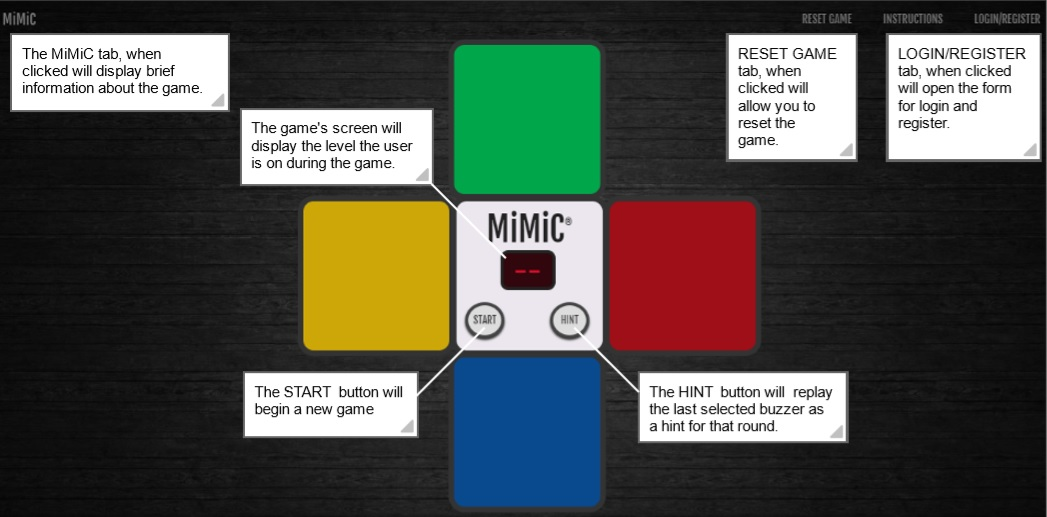 MiMiC
RESET GAME
INSTRUCTIONS
LOGIN/REGISTER
The MiMiC tab, when
clicked will display brief
information about the game.
RESET GAME
tab, when
clicked will
allow you to
reset the
game.
LOGIN/REGISTER
tab, when clicked
will open the form
for login and
register.
The game's screen will
display the level the user
is on during the game.
MiMiC®
--
START
HINT
The START button will
begin a new game
The HINT button will replay
the last selected buzzer as
a hint for that round.